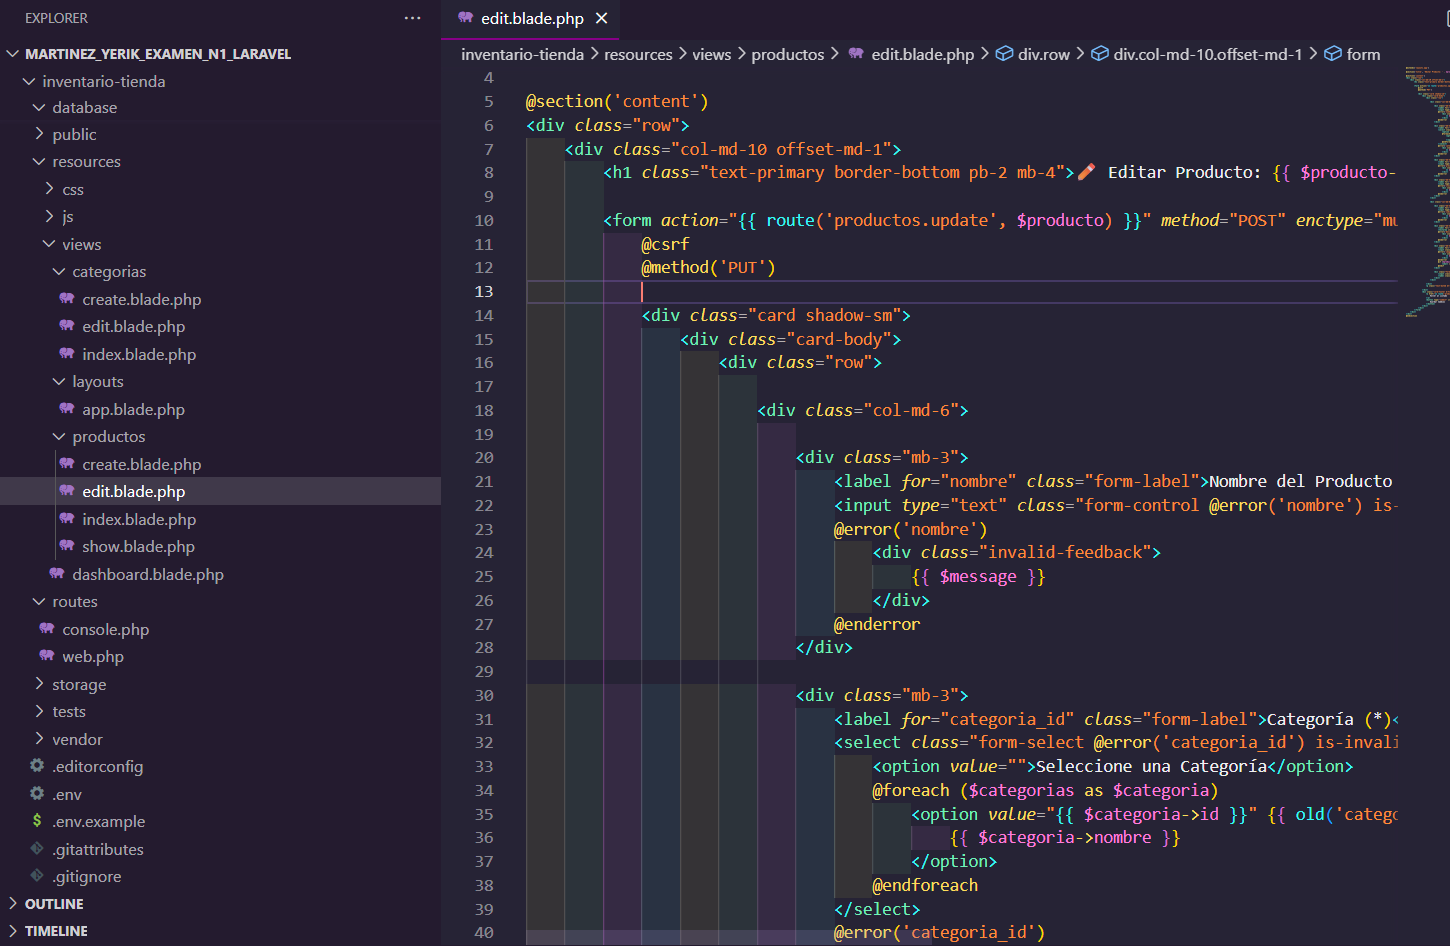 EXPLORER
MARTINEZ_YERIK_EXAMEN_N1_LARAVEL
inventario-tienda
database
public
resources
css
js
views
categorias
create.blade.php
edit.blade.php
index.blade.php
layouts
app.blade.php
productos
create.blade.php
edit.blade.php
index.blade.php
show.blade.php
dashboard.blade.php
routes
console.php
web.php
storage
tests
vendor
.editorconfig
.env
$ .env.example
.gitattributes
.gitignore
OUTLINE
TIMELINE
edit.blade.php
inventario-tienda > resources > views > productos > edit.blade.php > div.row > div.col-md-10.offset-md-1 > form
4
5 @section('content')
6 <div class="row">
7 <div class="col-md-10 offset-md-1">
8 <h1 class="text-primary border-bottom pb-2 mb-4">✏️ Editar Producto: {{ $producto-
9
10 <form action="{{ route('productos.update', $producto) }}" method="POST" enctype="mu
11 @csrf
12 @method('PUT')
13
14 <div class="card shadow-sm">
15 <div class="card-body">
16 <div class="row">
17
18 <div class="col-md-6">
19
20 <div class="mb-3">
21 <label for="nombre" class="form-label">Nombre del Producto
22 <input type="text" class="form-control @error('nombre') is-
23 @error('nombre')
24 <div class="invalid-feedback">
25 {{ $message }}
26 </div>
27 @enderror
28 </div>
29
30 <div class="mb-3">
31 <label for="categoria_id" class="form-label">Categoría (*)<
32 <select class="form-select @error('categoria_id') is-invali
33 <option value="">Seleccione una Categoría</option>
34 @foreach ($categorias as $categoria)
35 <option value="{{ $categoria->id }}" {{ old('catego
36 {{ $categoria->nombre }}
37 </option>
38 @endforeach
39 </select>
40 @error('categoria_id')